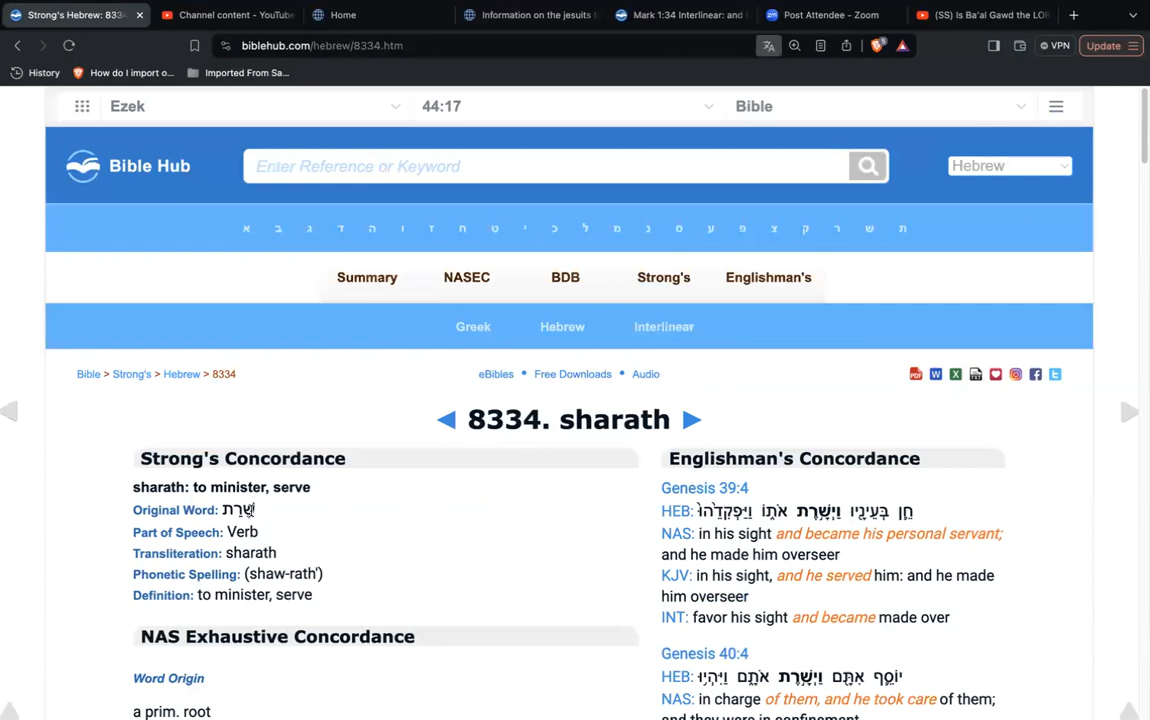 Strong's Hebrew: 8334
Channel content - YouTube
Home
Information on the jesuits
Mark 1:34 Interlinear: and
Post Attendee - Zoom
(SS) Is Ba'al Gawd the LOR
biblehub.com/hebrew/8334.htm
VPN
Update
History
How do I import o...
Imported From Sa...
Ezek
44:17
Bible
Bible Hub
Enter Reference or Keyword
Hebrew
א ב ג ד ה ו ז ח ט י כ ל מ נ ס ע פ צ ק ר ש ת
Summary
NASEC
BDB
Strong's
Englishman's
Greek
Hebrew
Interlinear
Bible > Strong's > Hebrew > 8334
eBibles • Free Downloads • Audio
8334. sharath
Strong's Concordance
sharath: to minister, serve
Original Word: שָׁרַת
Part of Speech: Verb
Transliteration: sharath
Phonetic Spelling: (shaw-rath')
Definition: to minister, serve
NAS Exhaustive Concordance
Word Origin
a prim. root
Englishman's Concordance
Genesis 39:4
HEB: חֵ֛ן בְּעֵינָ֖יו וַיְשָׁ֣רֶת אֹת֑וֹ וַיַּפְקִדֵ֙הוּ֙
NAS: in his sight and became his personal servant;
and he made him overseer
KJV: in his sight, and he served him: and he made
him overseer
INT: favor his sight and became made over
Genesis 40:4
HEB: יוֹסֵ֛ף אִתָּ֖ם וַיְשָׁ֣רֶת אֹתָ֑ם וַיִּהְי֥וּ
NAS: in charge of them, and he took care of them;
and they were in confinement